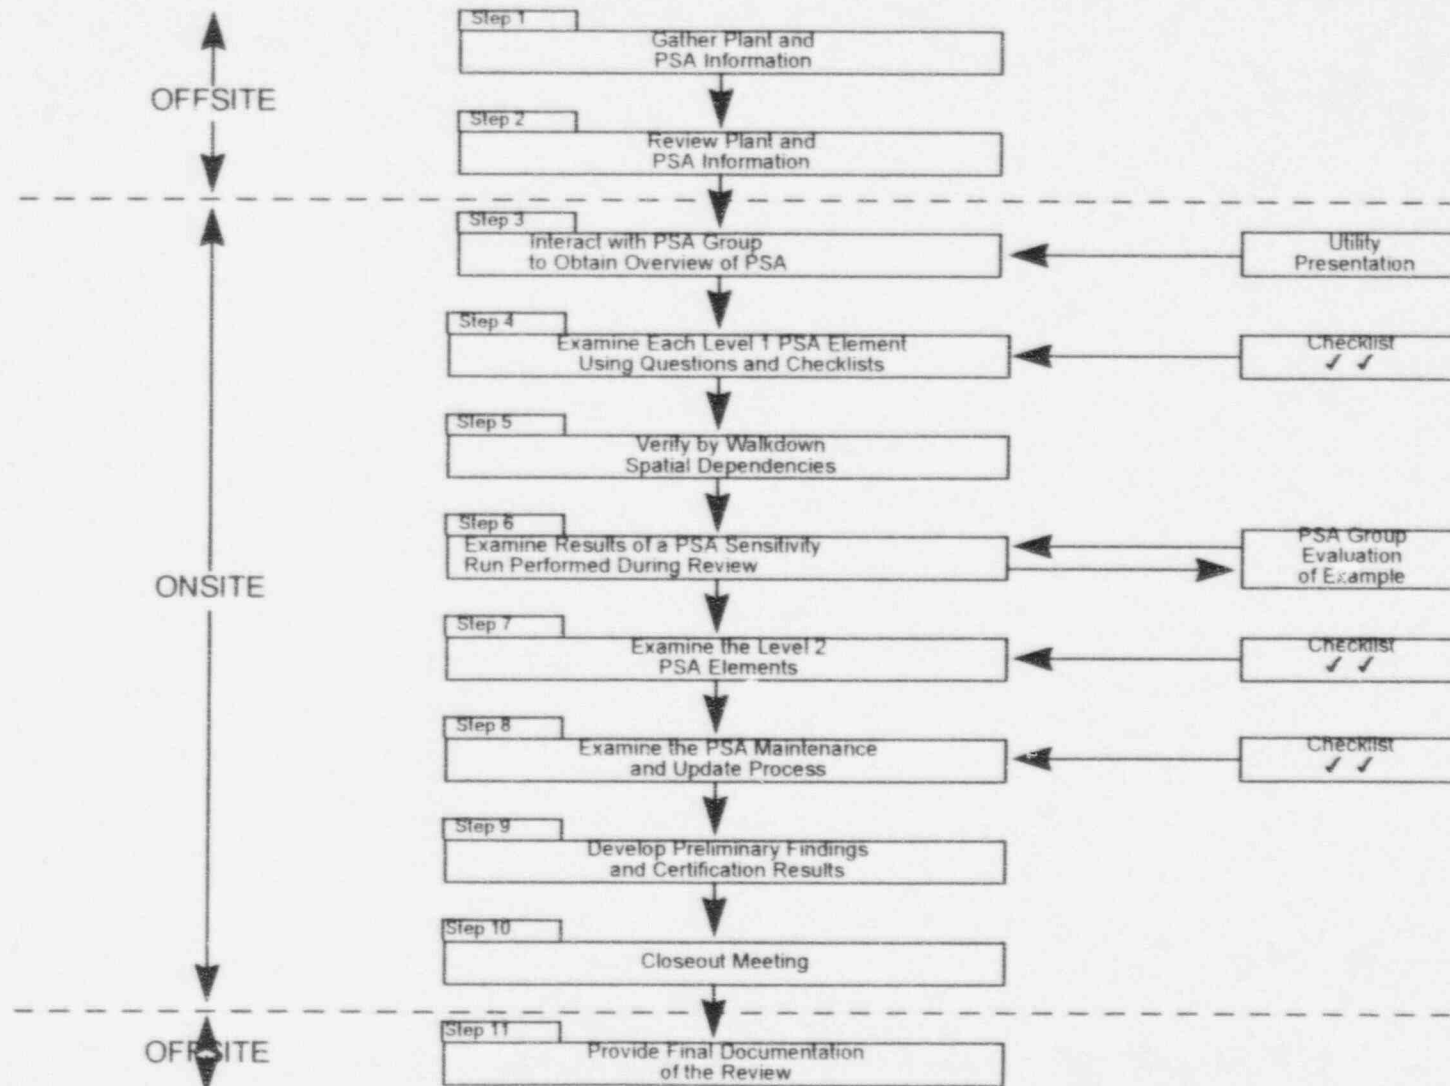 Step 1
Gather Plant and
PSA Information
OFFSITE
Step 2
Review Plant and
PSA Information
Step 3
Interact with PSA Group
to Obtain Overview of PSA
Utility
Presentation
Step 4
Examine Each Level 1 PSA Element
Using Questions and Checklists
Checklist
✓ ✓
Step 5
Verify by Walkdown
Spatial Dependencies
ONSITE
Step 6
Examine Results of a PSA Sensitivity
Run Performed During Review
PSA Group
Evaluation
of Example
Step 7
Examine the Level 2
PSA Elements
Checklist
✓ ✓
Step 8
Examine the PSA Maintenance
and Update Process
Checklist
✓ ✓
Step 9
Develop Preliminary Findings
and Certification Results
Step 10
Closeout Meeting
OFFSITE
Step 11
Provide Final Documentation
of the Review